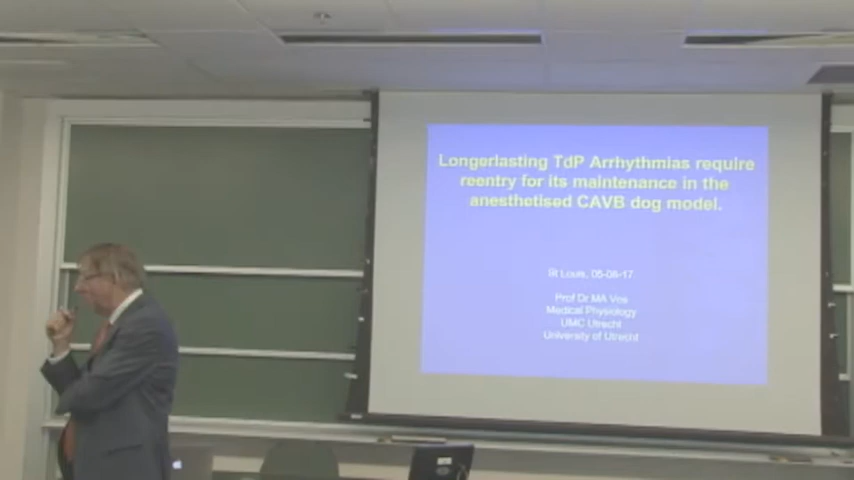 Longerlasting TdP Arrhythmias require
reentry for its maintenance in the
anesthetised CAVB dog model.
St Louis, 05-08-17.
Prof Dr MA Vos
Medical Physiology
UMC Utrecht
University of Utrecht